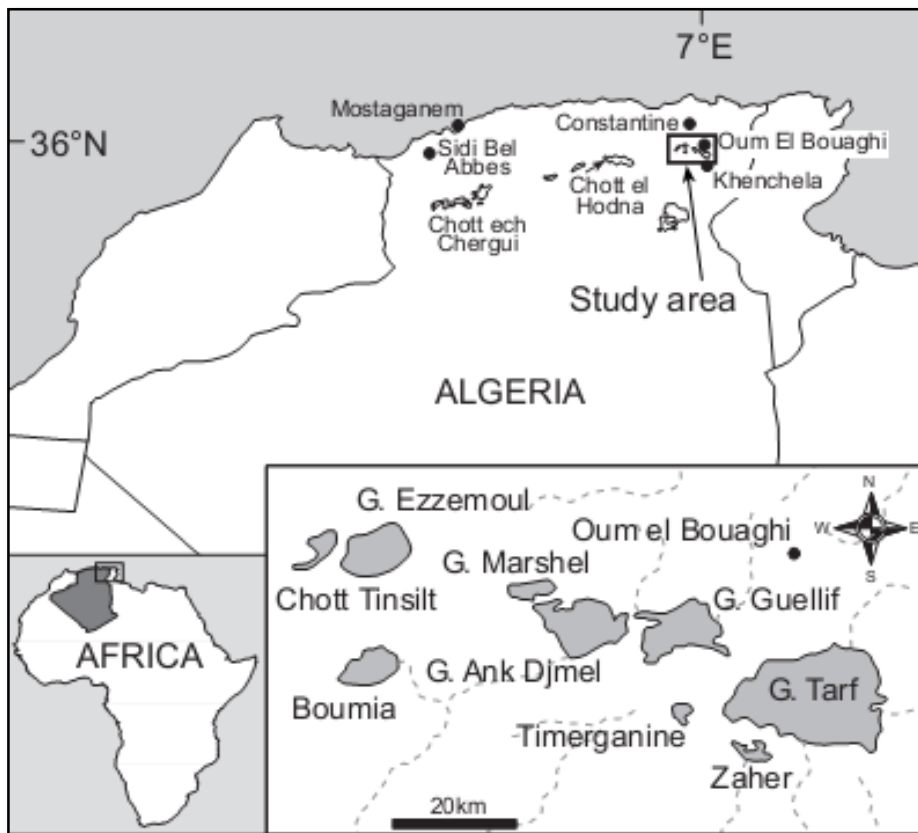 7°E
36°N
Mostaganem
Constantine
Sidi Bel
Abbes
Oum El Bouaghi
Khenchela
Chott el
Hodna
Chott ech
Chergui
Study area
ALGERIA
G. Ezzemoul
Oum el Bouaghi
N
W
E
S
G. Marshel
Chott Tinsilt
G. Guellif
G. Ank Djmel
G. Tarf
Boumia
Timerganine
Zaher
20km
AFRICA